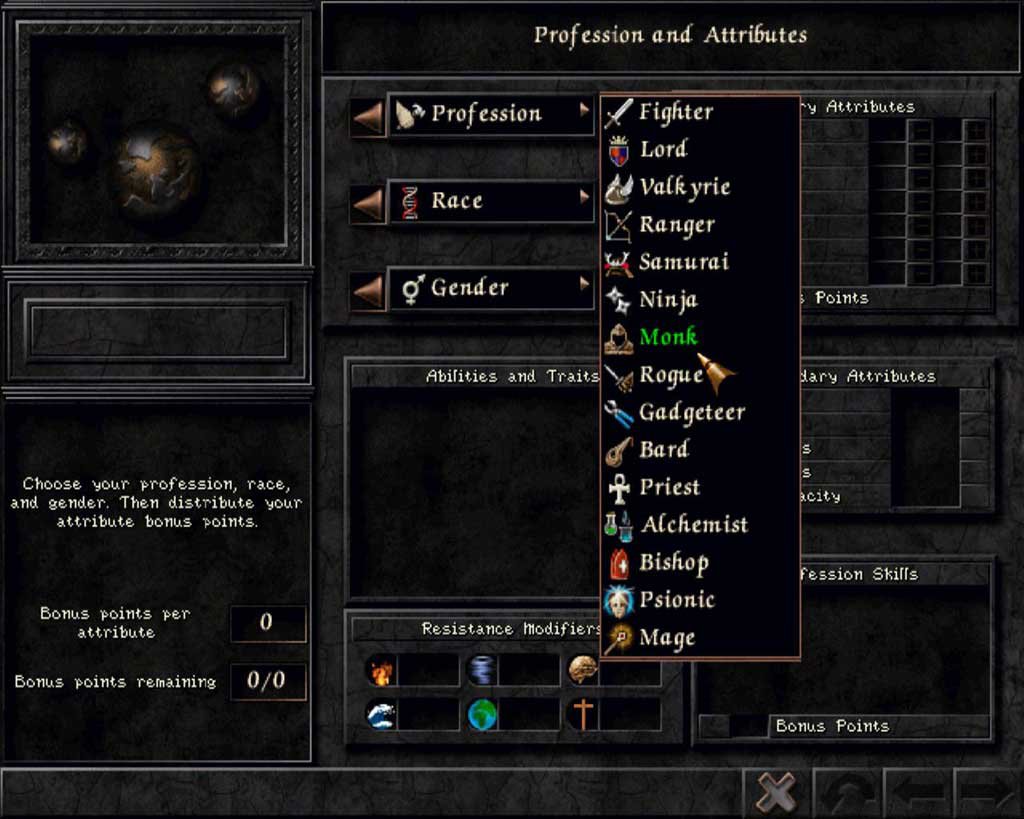 Profession and Attributes
Profession
Race
Gender
Fighter
Lord
Valkyrie
Ranger
Samurai
Ninja
Monk
Rogue
Gadgeteer
Bard
Priest
Alchemist
Bishop
Psionic
Mage
ry Attributes
s Points
Abilities and Traits
dary Attributes
s
s
acity
Choose your profession, race,
and gender. Then distribute your
attribute bonus points.
Bonus points per
attribute
0
Bonus points remaining
0/0
Resistance Modifiers
fession Skills
Bonus Points